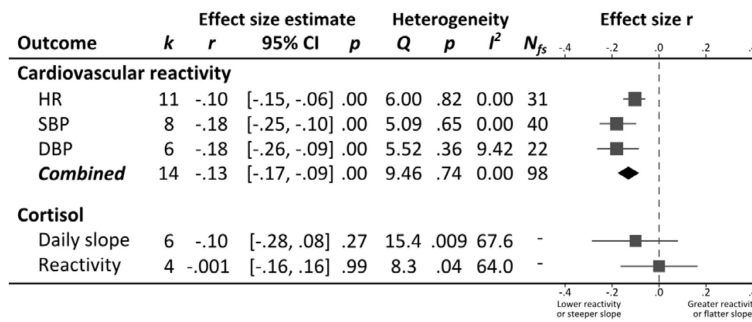 Effect size estimate Heterogeneity Effect size r
Outcome k r 95% CI p Q p I² Nfs -.4 -.2 .0 .2 .4
Cardiovascular reactivity
HR 11 -.10 [-.15, -.06] .00 6.00 .82 0.00 31
SBP 8 -.18 [-.25, -.10] .00 5.09 .65 0.00 40
DBP 6 -.18 [-.26, -.09] .00 5.52 .36 9.42 22
Combined 14 -.13 [-.17, -.09] .00 9.46 .74 0.00 98
Cortisol
Daily slope 6 -.10 [-.28, .08] .27 15.4 .009 67.6 -
Reactivity 4 -.001 [-.16, .16] .99 8.3 .04 64.0 -
-.4 -.2 .0 .2 .4
Lower reactivity Greater reactivity
or steeper slope or flatter slope